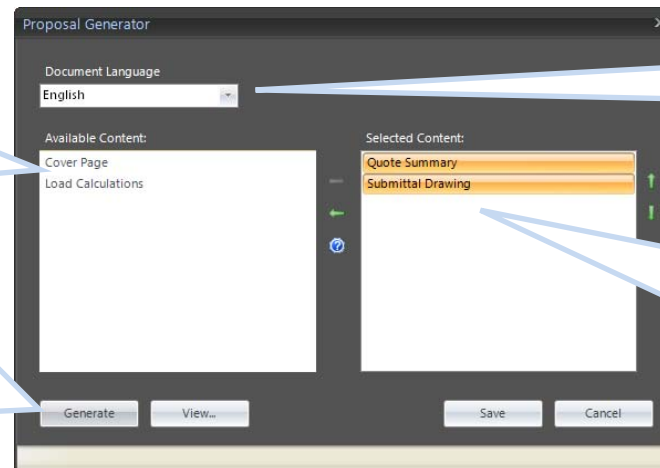 Proposal Generator
Document Language
English
Available Content:
Selected Content:
Cover Page
Load Calculations
Quote Summary
Submittal Drawing
Generate
View...
Save
Cancel